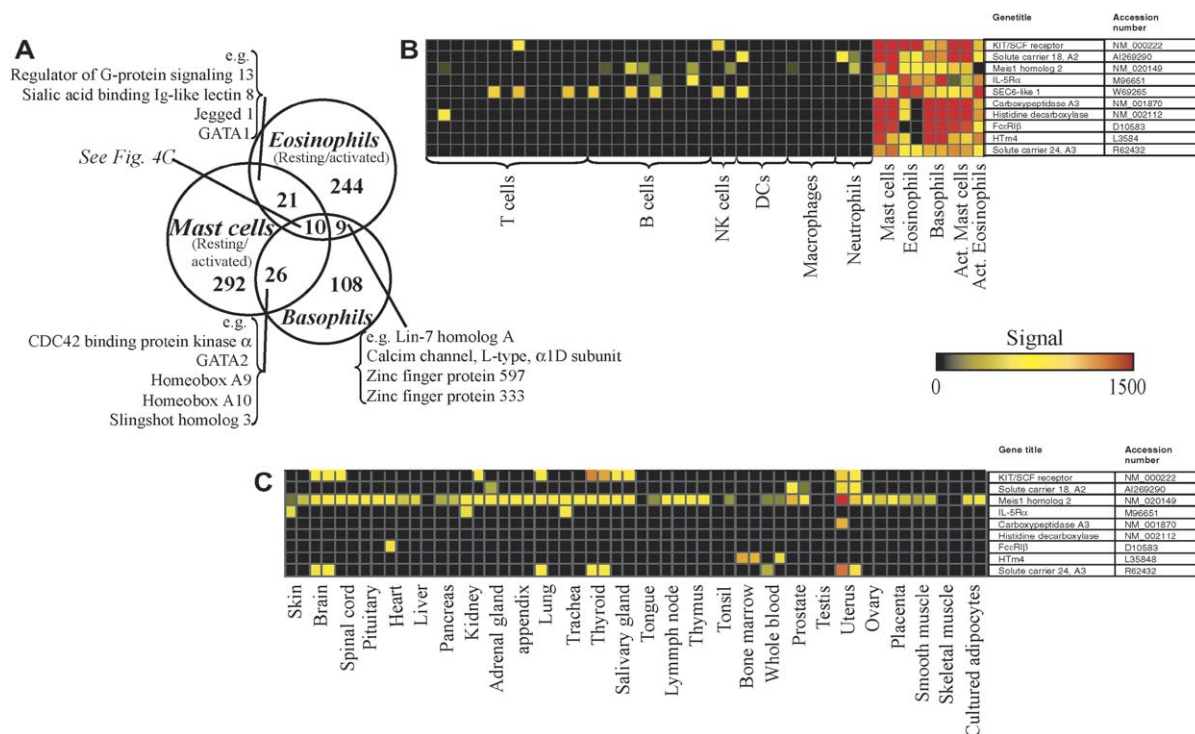 A
e.g.
Regulator of G-protein signaling 13
Sialic acid binding Ig-like lectin 8
Jegged 1
GATA1
See Fig. 4C
Eosinophils
(Resting/activated)
244
21
Mast cells
(Resting/
activated)
10
9
292
26
108
Basophils
e.g.
CDC42 binding protein kinase α
GATA2
Homeobox A9
Homeobox A10
Slingshot homolog 3
e.g. Lin-7 homolog A
Calcim channel, L-type, α1D subunit
Zinc finger protein 597
Zinc finger protein 333
B
Genetitle Accession
number
KIT/SCF receptor NM_000222
Solute carrier 18, A2 AI269290
Meis1 homolog 2 NM_020149
IL-5Rα M96651
SEC6-like 1 W69265
Carboxypeptidase A3 NM_001870
Histidine decarboxylase NM_002112
FcεRIβ D10583
HTm4 L3584
Solute carrier 24, A3 R62432
T cells
B cells
NK cells
DCs
Macrophages
Neutrophils
Mast cells
Eosinophils
Basophils
Act. Mast cells
Act. Eosinophils
Signal
0 1500
C
Gene title Accession
number
KIT/SCF receptor NM_000222
Solute carrier 18, A2 AI269290
Meis1 homolog 2 NM_020149
IL-5Rα M96651
Carboxypeptidase A3 NM_001870
Histidine decarboxylase NM_002112
FcεRIβ D10583
HTm4 L35848
Solute carrier 24, A3 R62432
Skin
Brain
Spinal cord
Pituitary
Heart
Liver
Pancreas
Kidney
Adrenal gland
appendix
Lung
Trachea
Thyroid
Salivary gland
Tongue
Lymmph node
Thymus
Tonsil
Bone marrow
Whole blood
Prostate
Testis
Uterus
Ovary
Placenta
Smooth muscle
Skeletal muscle
Cultured adipocytes